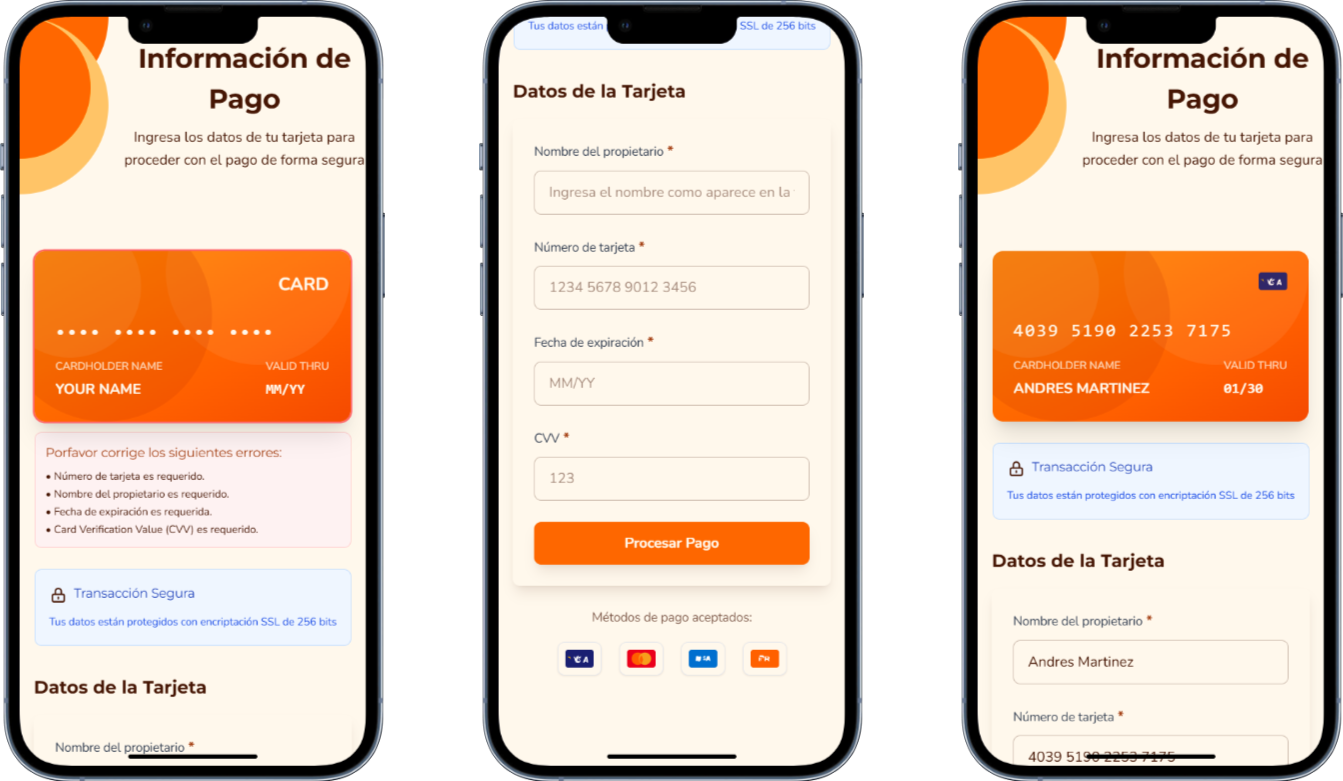 Información de
Pago
Ingresa los datos de tu tarjeta para
proceder con el pago de forma segura
CARD
•••• •••• •••• ••••
CARDHOLDER NAME
VALID THRU
YOUR NAME
MM/YY
Porfavor corrige los siguientes errores:
• Número de tarjeta es requerido.
• Nombre del propietario es requerido.
• Fecha de expiración es requerida.
• Card Verification Value (CVV) es requerido.
Transacción Segura
Tus datos están protegidos con encriptación SSL de 256 bits
Datos de la Tarjeta
Nombre del propietario *
Tus datos están
SSL de 256 bits
Datos de la Tarjeta
Nombre del propietario *
Ingresa el nombre como aparece en la
Número de tarjeta *
1234 5678 9012 3456
Fecha de expiración *
MM/YY
CVV *
123
Procesar Pago
Métodos de pago aceptados:
Información de
Pago
Ingresa los datos de tu tarjeta para
proceder con el pago de forma segura
4039 5190 2253 7175
CARDHOLDER NAME
VALID THRU
ANDRES MARTINEZ
01/30
Transacción Segura
Tus datos están protegidos con encriptación SSL de 256 bits
Datos de la Tarjeta
Nombre del propietario *
Andres Martinez
Número de tarjeta *
4039 5190 2253 7175